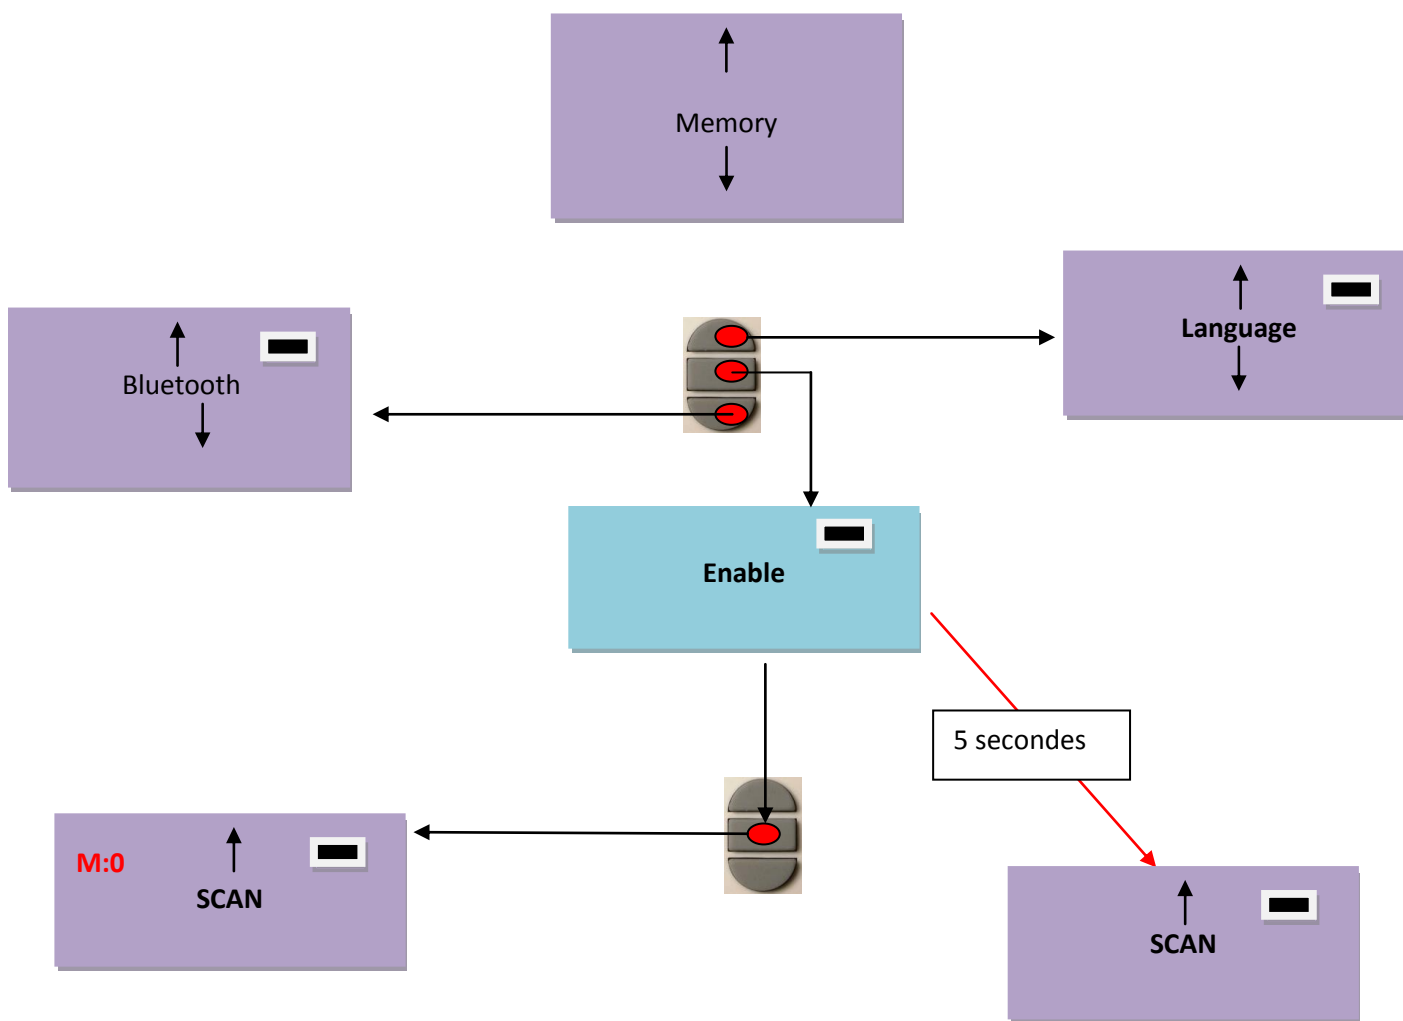 Memory
Language
Bluetooth
Enable
5 secondes
M:0
SCAN
SCAN